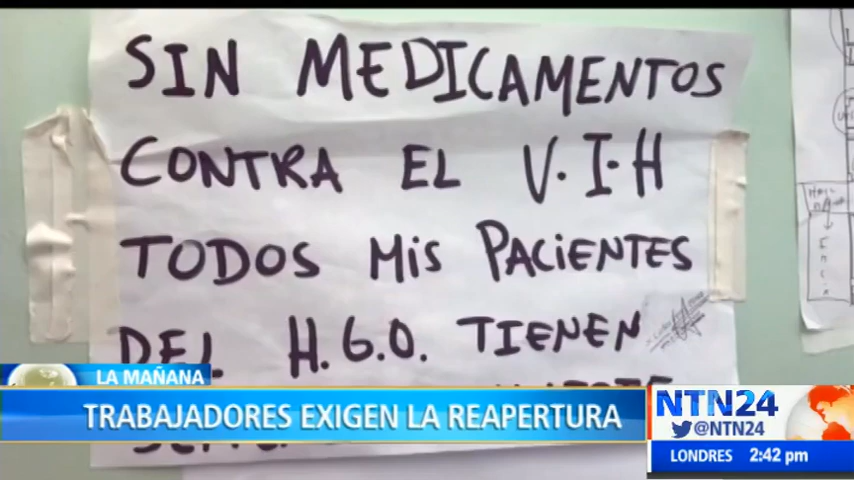 SIN MEDICAMENTOS
CONTRA EL V.I.H
TODOS MIS PACIENTES
DEL H.G.O. TIENEN
LA MAÑANA
TRABAJADORES EXIGEN LA REAPERTURA
NTN24
@NTN24
LONDRES 2:42 pm